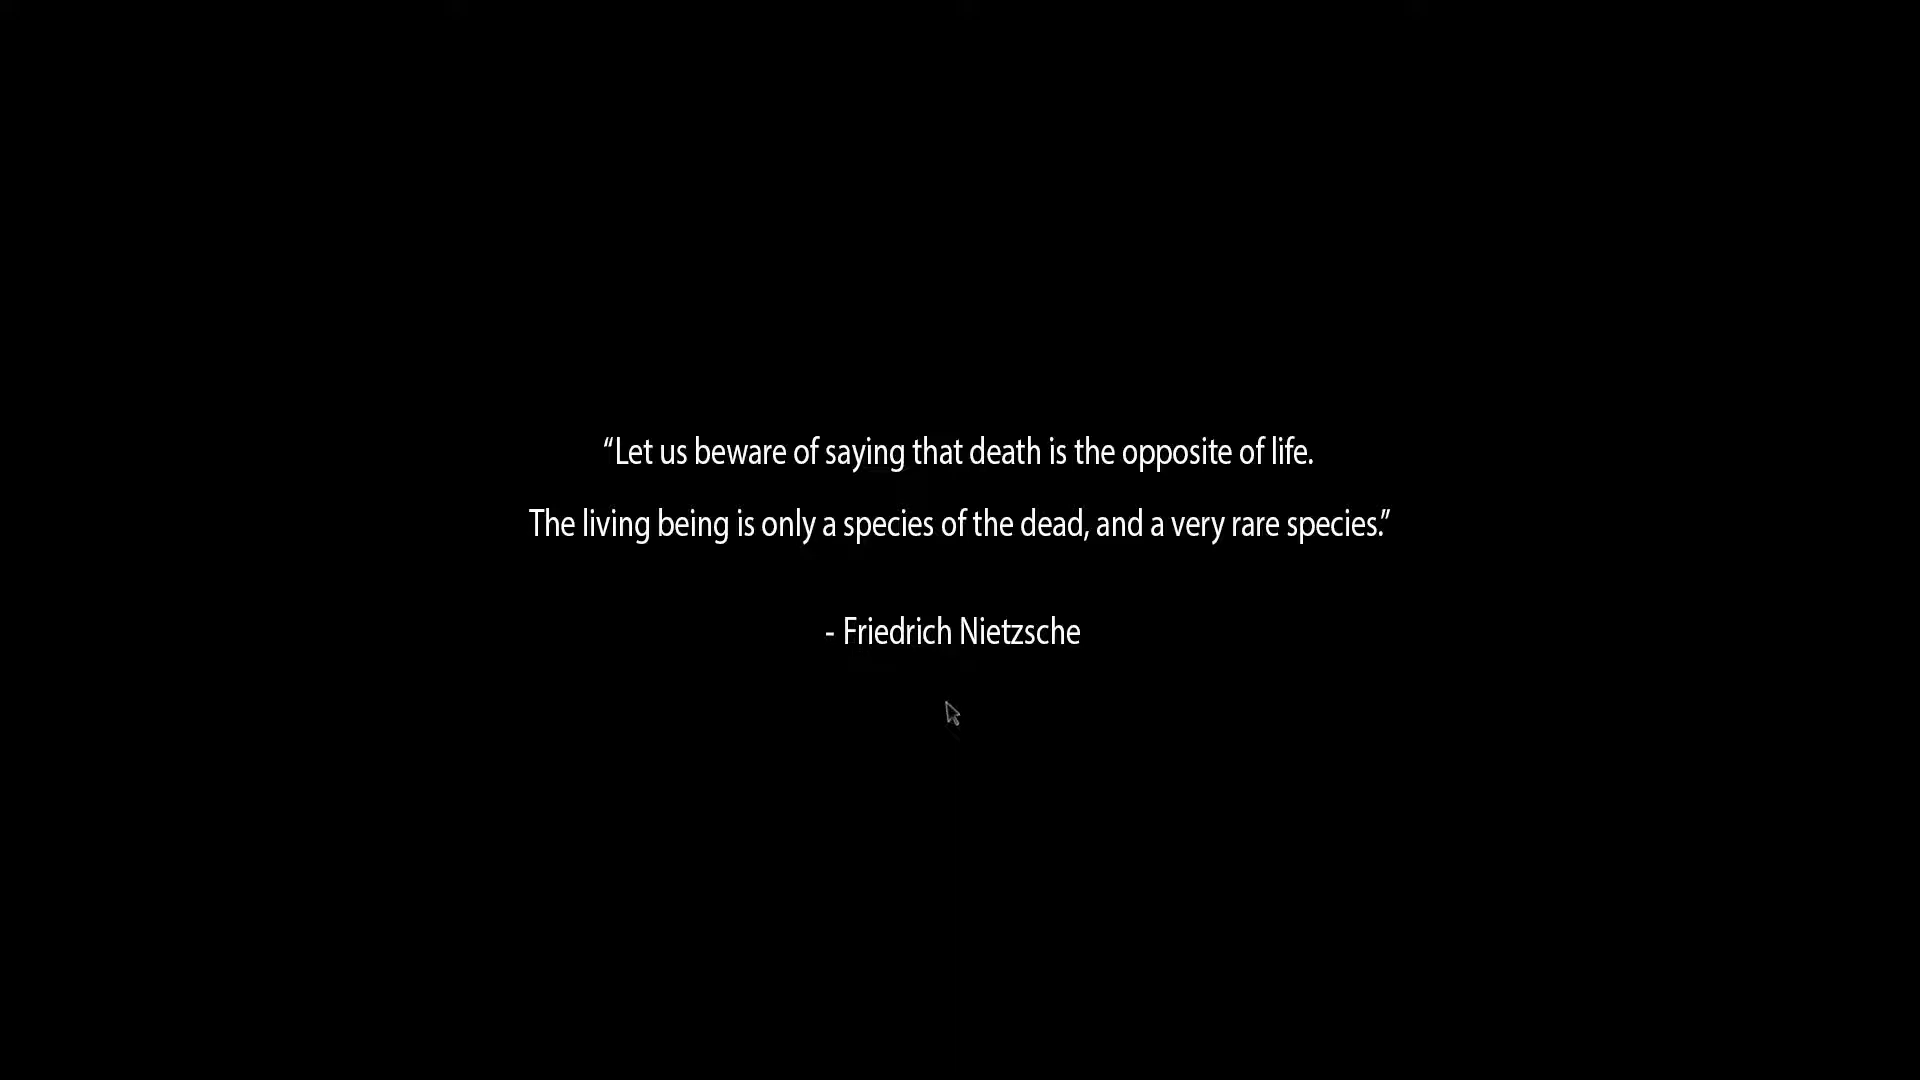 “Let us beware of saying that death is the opposite of life.
The living being is only a species of the dead, and a very rare species.”
- Friedrich Nietzsche